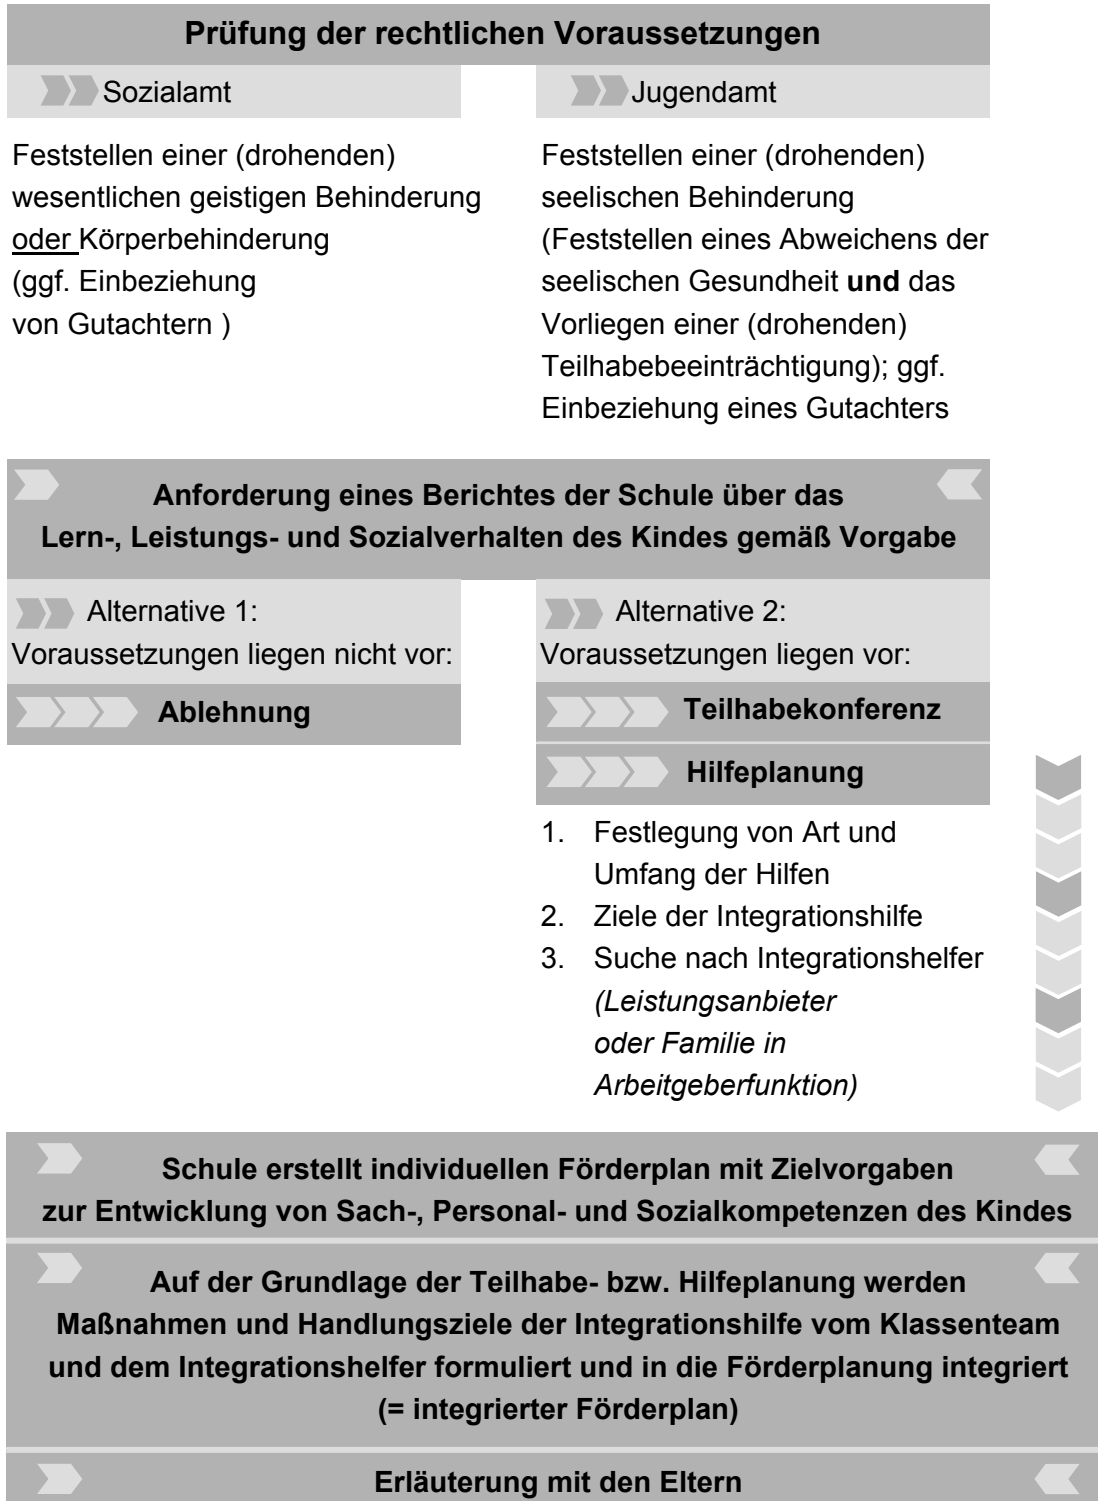 Prüfung der rechtlichen Voraussetzungen
Sozialamt
Feststellen einer (drohenden)
wesentlichen geistigen Behinderung
oder Körperbehinderung
(ggf. Einbeziehung
von Gutachtern )
Jugendamt
Feststellen einer (drohenden)
seelischen Behinderung
(Feststellen eines Abweichens der
seelischen Gesundheit und das
Vorliegen einer (drohenden)
Teilhabebeeinträchtigung); ggf.
Einbeziehung eines Gutachters
Anforderung eines Berichtes der Schule über das
Lern-, Leistungs- und Sozialverhalten des Kindes gemäß Vorgabe
Alternative 1:
Voraussetzungen liegen nicht vor:
Ablehnung
Alternative 2:
Voraussetzungen liegen vor:
Teilhabekonferenz
Hilfeplanung
1. Festlegung von Art und
Umfang der Hilfen
2. Ziele der Integrationshilfe
3. Suche nach Integrationshelfer
(Leistungsanbieter
oder Familie in
Arbeitgeberfunktion)
Schule erstellt individuellen Förderplan mit Zielvorgaben
zur Entwicklung von Sach-, Personal- und Sozialkompetenzen des Kindes
Auf der Grundlage der Teilhabe- bzw. Hilfeplanung werden
Maßnahmen und Handlungsziele der Integrationshilfe vom Klassenteam
und dem Integrationshelfer formuliert und in die Förderplanung integriert
(= integrierter Förderplan)
Erläuterung mit den Eltern